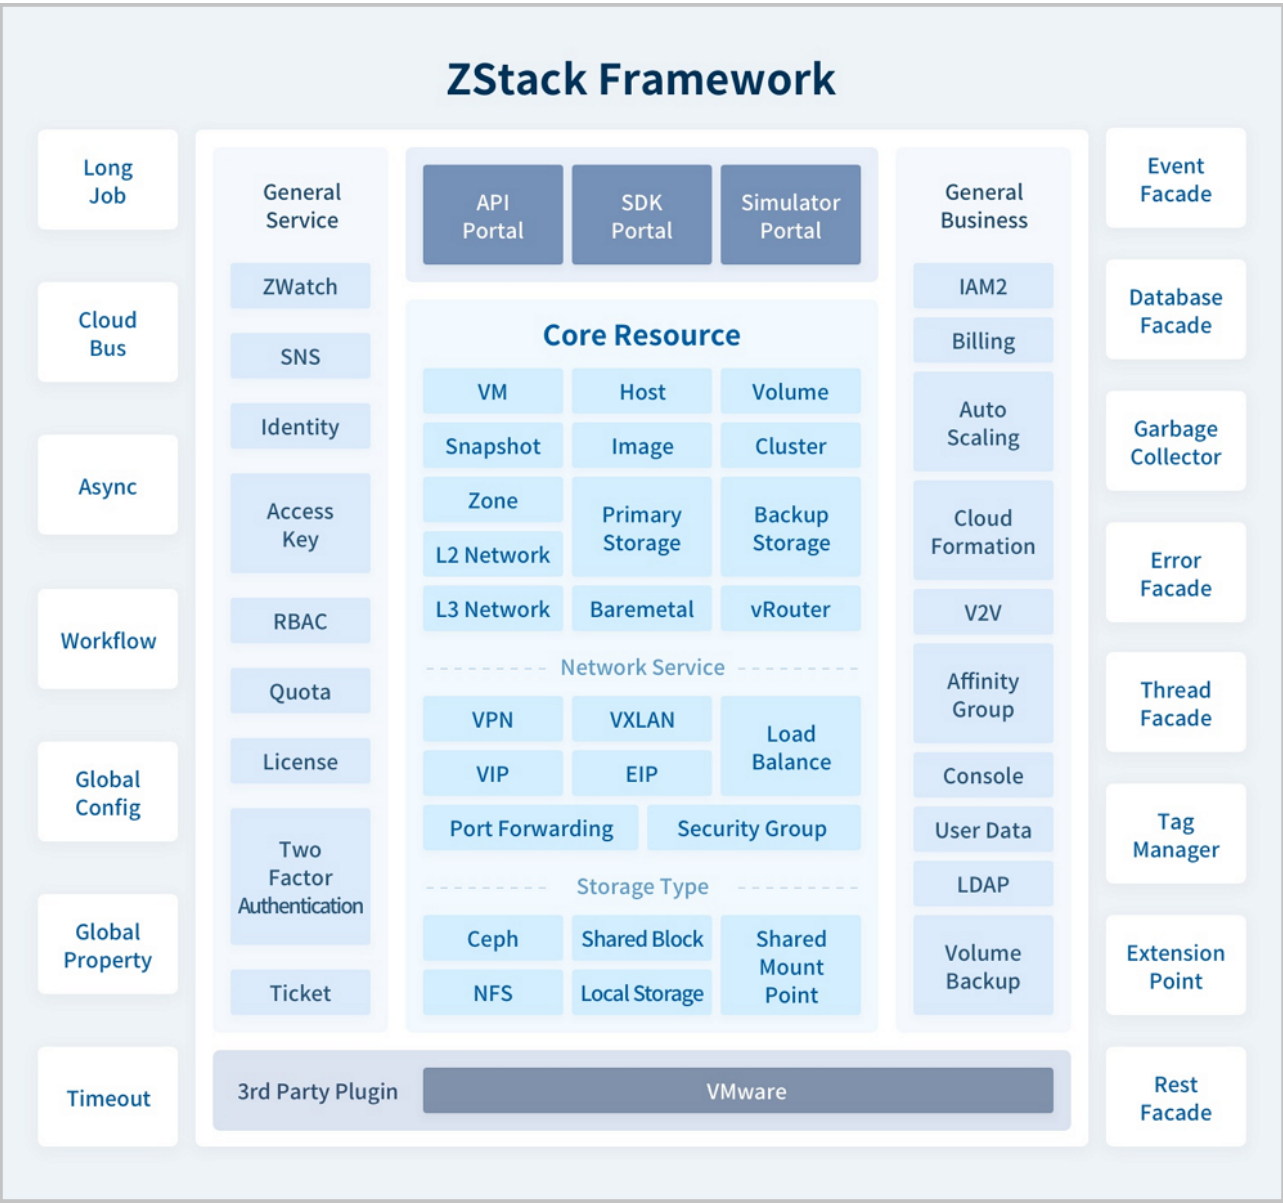 ZStack Framework
Long
Job
Cloud
Bus
Async
Workflow
Global
Config
Global
Property
Timeout
General
Service
ZWatch
SNS
Identity
Access
Key
RBAC
Quota
License
Two
Factor
Authentication
Ticket
API
Portal
SDK
Portal
Simulator
Portal
Core Resource
VM
Host
Volume
Snapshot
Image
Cluster
Zone
Primary
Storage
Backup
Storage
L2 Network
L3 Network
Baremetal
vRouter
Network Service
VPN
VXLAN
Load
Balance
VIP
EIP
Port Forwarding
Security Group
Storage Type
Ceph
Shared Block
Shared
Mount
Point
NFS
Local Storage
General
Business
IAM2
Billing
Auto
Scaling
Cloud
Formation
V2V
Affinity
Group
Console
User Data
LDAP
Volume
Backup
3rd Party Plugin
VMware
Event
Facade
Database
Facade
Garbage
Collector
Error
Facade
Thread
Facade
Tag
Manager
Extension
Point
Rest
Facade